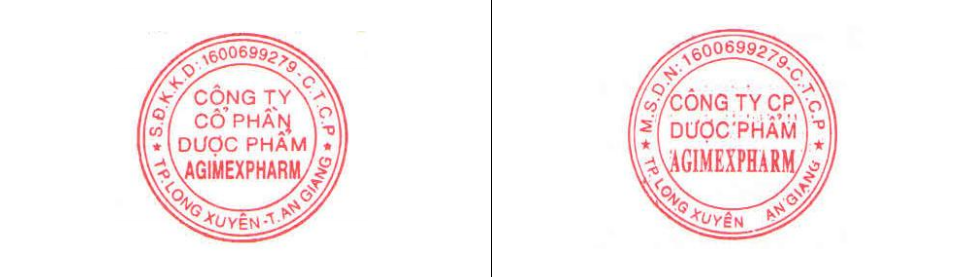 S.Đ.K.K.D: 1600699279-C.T.C.P
CÔNG TY
CỔ PHẦN
DƯỢC PHẨM
AGIMEXPHARM
★ TP. LONG XUYÊN - T. AN GIANG ★
M.S.D.N: 1600699279-C.T.C.P
CÔNG TY CP
DƯỢC PHẨM
AGIMEXPHARM
★ TP. LONG XUYÊN AN GIANG ★